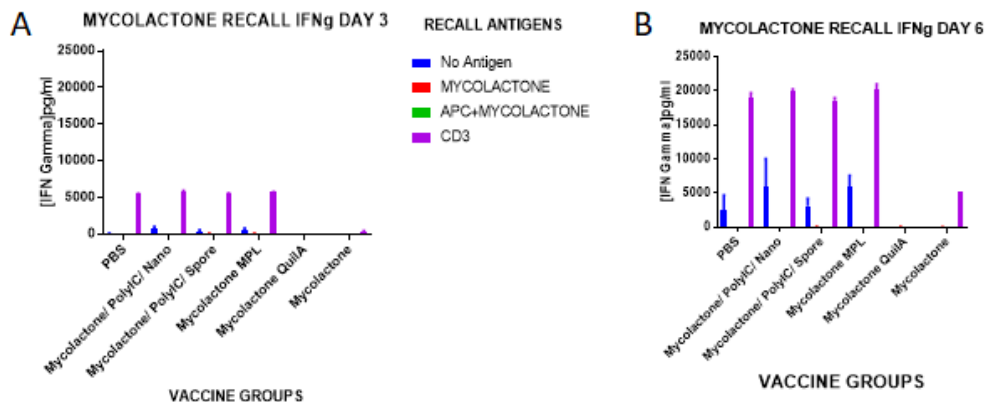 A
MYCOLACTONE RECALL IFNg DAY 3
25000
20000
15000
10000
5000
0
[IFN Gamma]pg/ml
PBS
Mycolactone/ PolyIC/ Nano
Mycolactone/ PolyIC/ Spore
Mycolactone MPL
Mycolactone QuilA
Mycolactone
VACCINE GROUPS
RECALL ANTIGENS
No Antigen
MYCOLACTONE
APC+MYCOLACTONE
CD3
B
MYCOLACTONE RECALL IFNg DAY 6
25000
20000
15000
10000
5000
0
[IFN Gamma]pg/ml
PBS
Mycolactone/ PolyIC/ Nano
Mycolactone/ PolyIC/ Spore
Mycolactone MPL
Mycolactone QuilA
Mycolactone
VACCINE GROUPS